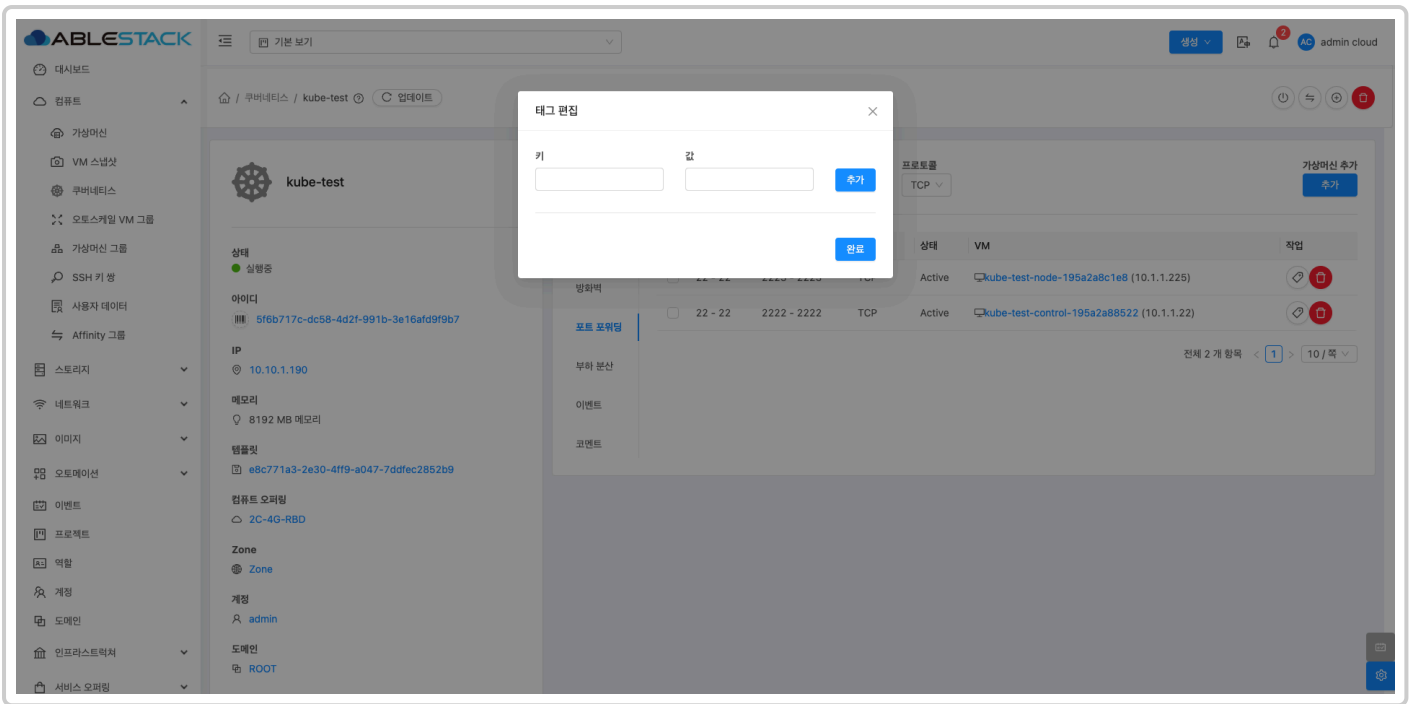 ABLESTACK
기본 보기
생성
2
AC
admin cloud
대시보드
컴퓨트
가상머신
VM 스냅샷
쿠버네티스
오토스케일 VM 그룹
가상머신 그룹
SSH 키 쌍
사용자 데이터
Affinity 그룹
스토리지
네트워크
이미지
오토메이션
이벤트
프로젝트
역할
계정
도메인
인프라스트럭쳐
서비스 오퍼링
/ 쿠버네티스 / kube-test
업데이트
kube-test
상태
실행중
아이디
5f6b717c-dc58-4d2f-991b-3e16afd9f9b7
IP
10.10.1.190
메모리
8192 MB 메모리
템플릿
e8c771a3-2e30-4ff9-a047-7ddfec2852b9
컴퓨트 오퍼링
2C-4G-RBD
Zone
Zone
계정
admin
도메인
ROOT
태그 편집
키
값
추가
완료
방화벽
포트 포워딩
부하 분산
이벤트
코멘트
프로토콜
TCP
가상머신 추가
추가
상태
VM
작업
22 - 22 2223 - 2223 TCP Active kube-test-node-195a2a8c1e8 (10.1.1.225)
22 - 22 2222 - 2222 TCP Active kube-test-control-195a2a88522 (10.1.1.22)
전체 2 개 항목 < 1 > 10 / 쪽